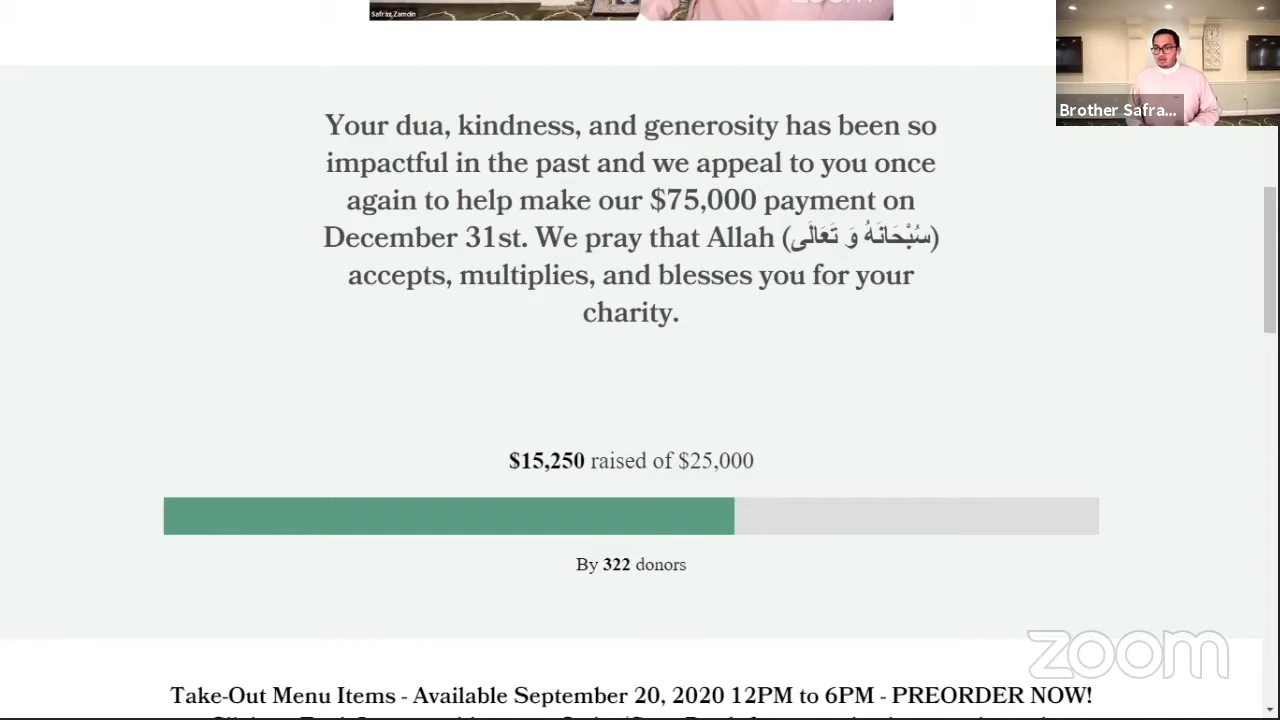 Safraz Zamdin
ZOOM
Brother Safra...
Your dua, kindness, and generosity has been so
impactful in the past and we appeal to you once
again to help make our $75,000 payment on
December 31st. We pray that Allah (سُبْحَانَهُ وَ تَعَالَى)
accepts, multiplies, and blesses you for your
charity.
$15,250 raised of $25,000
By 322 donors
zoom
Take-Out Menu Items - Available September 20, 2020 12PM to 6PM - PREORDER NOW!